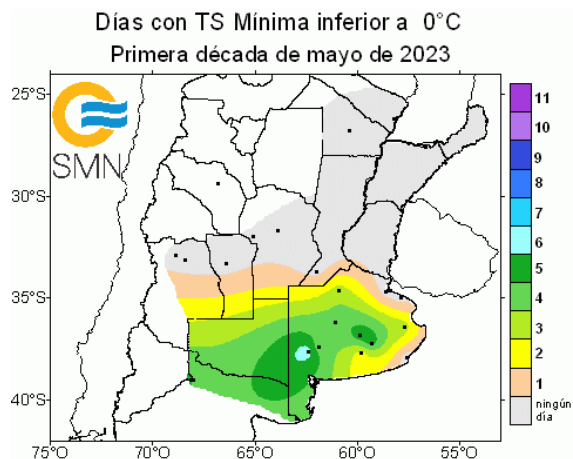 Días con TS Mínima inferior a 0°C
Primera década de mayo de 2023
SMN
25°S
30°S
35°S
40°S
75°O
70°O
65°O
60°O
55°O
11
10
9
8
7
6
5
4
3
2
1
ningún
día